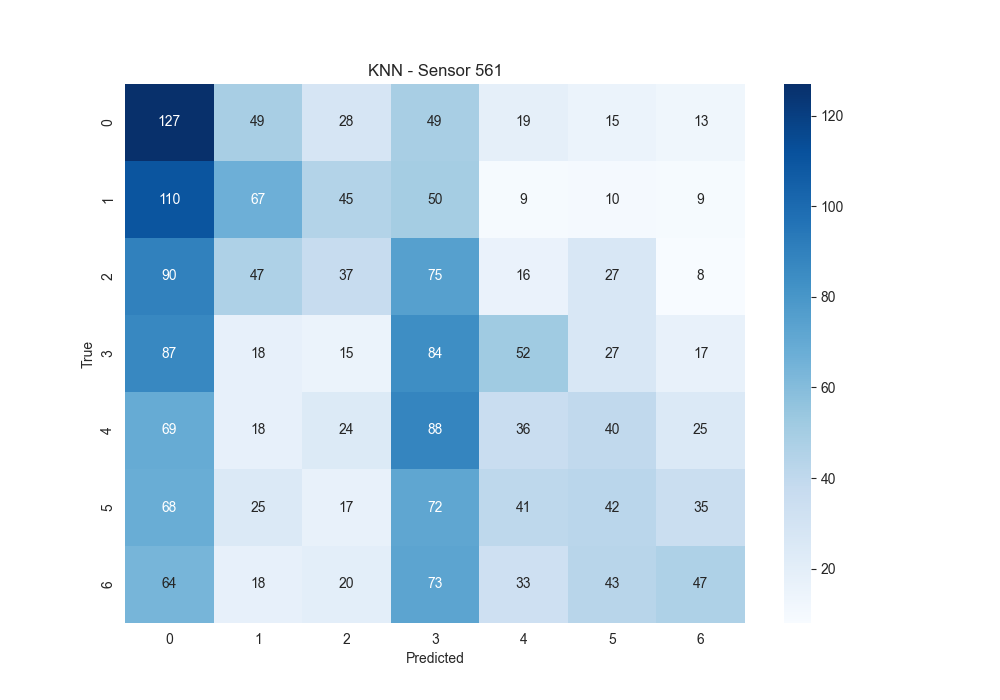 KNN - Sensor 561
0 127 49 28 49 19 15 13
1 110 67 45 50 9 10 9
2 90 47 37 75 16 27 8
3 87 18 15 84 52 27 17
4 69 18 24 88 36 40 25
5 68 25 17 72 41 42 35
6 64 18 20 73 33 43 47
0 1 2 3 4 5 6
Predicted
True
120
100
80
60
40
20